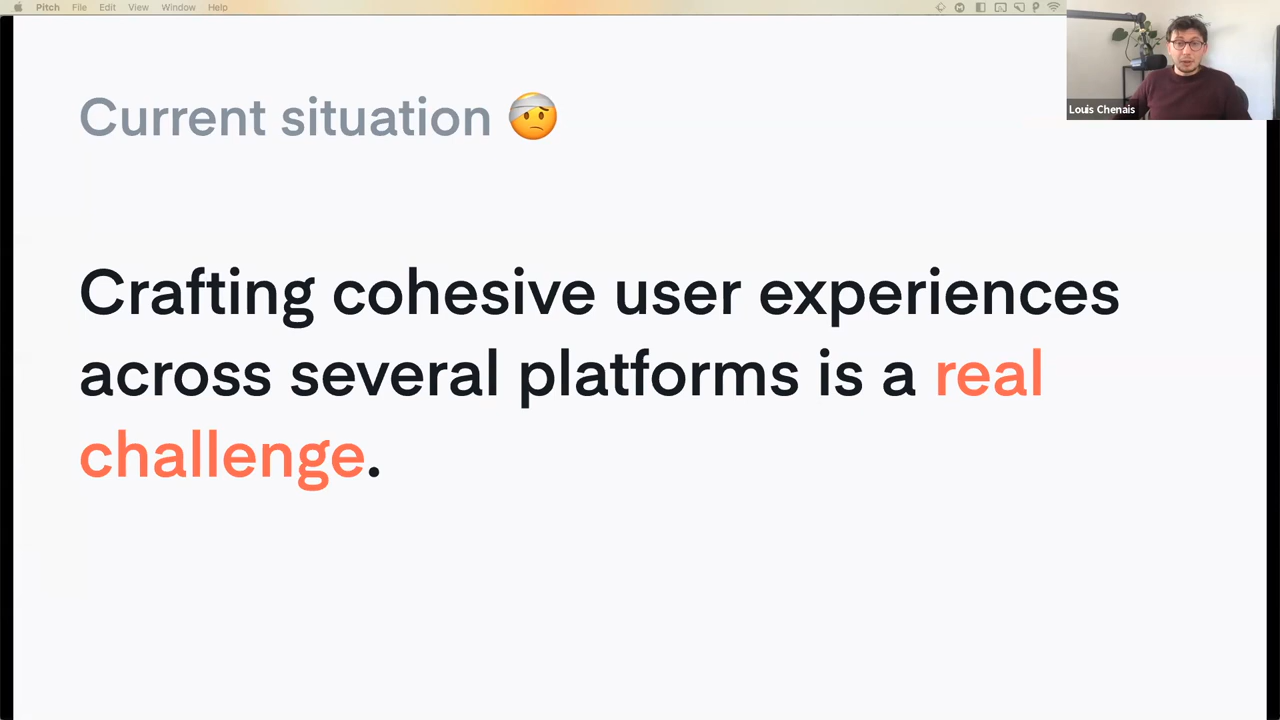 Pitch File Edit View Window Help
Louis Chenais
Current situation 🤕
Crafting cohesive user experiences
across several platforms is a real
challenge.